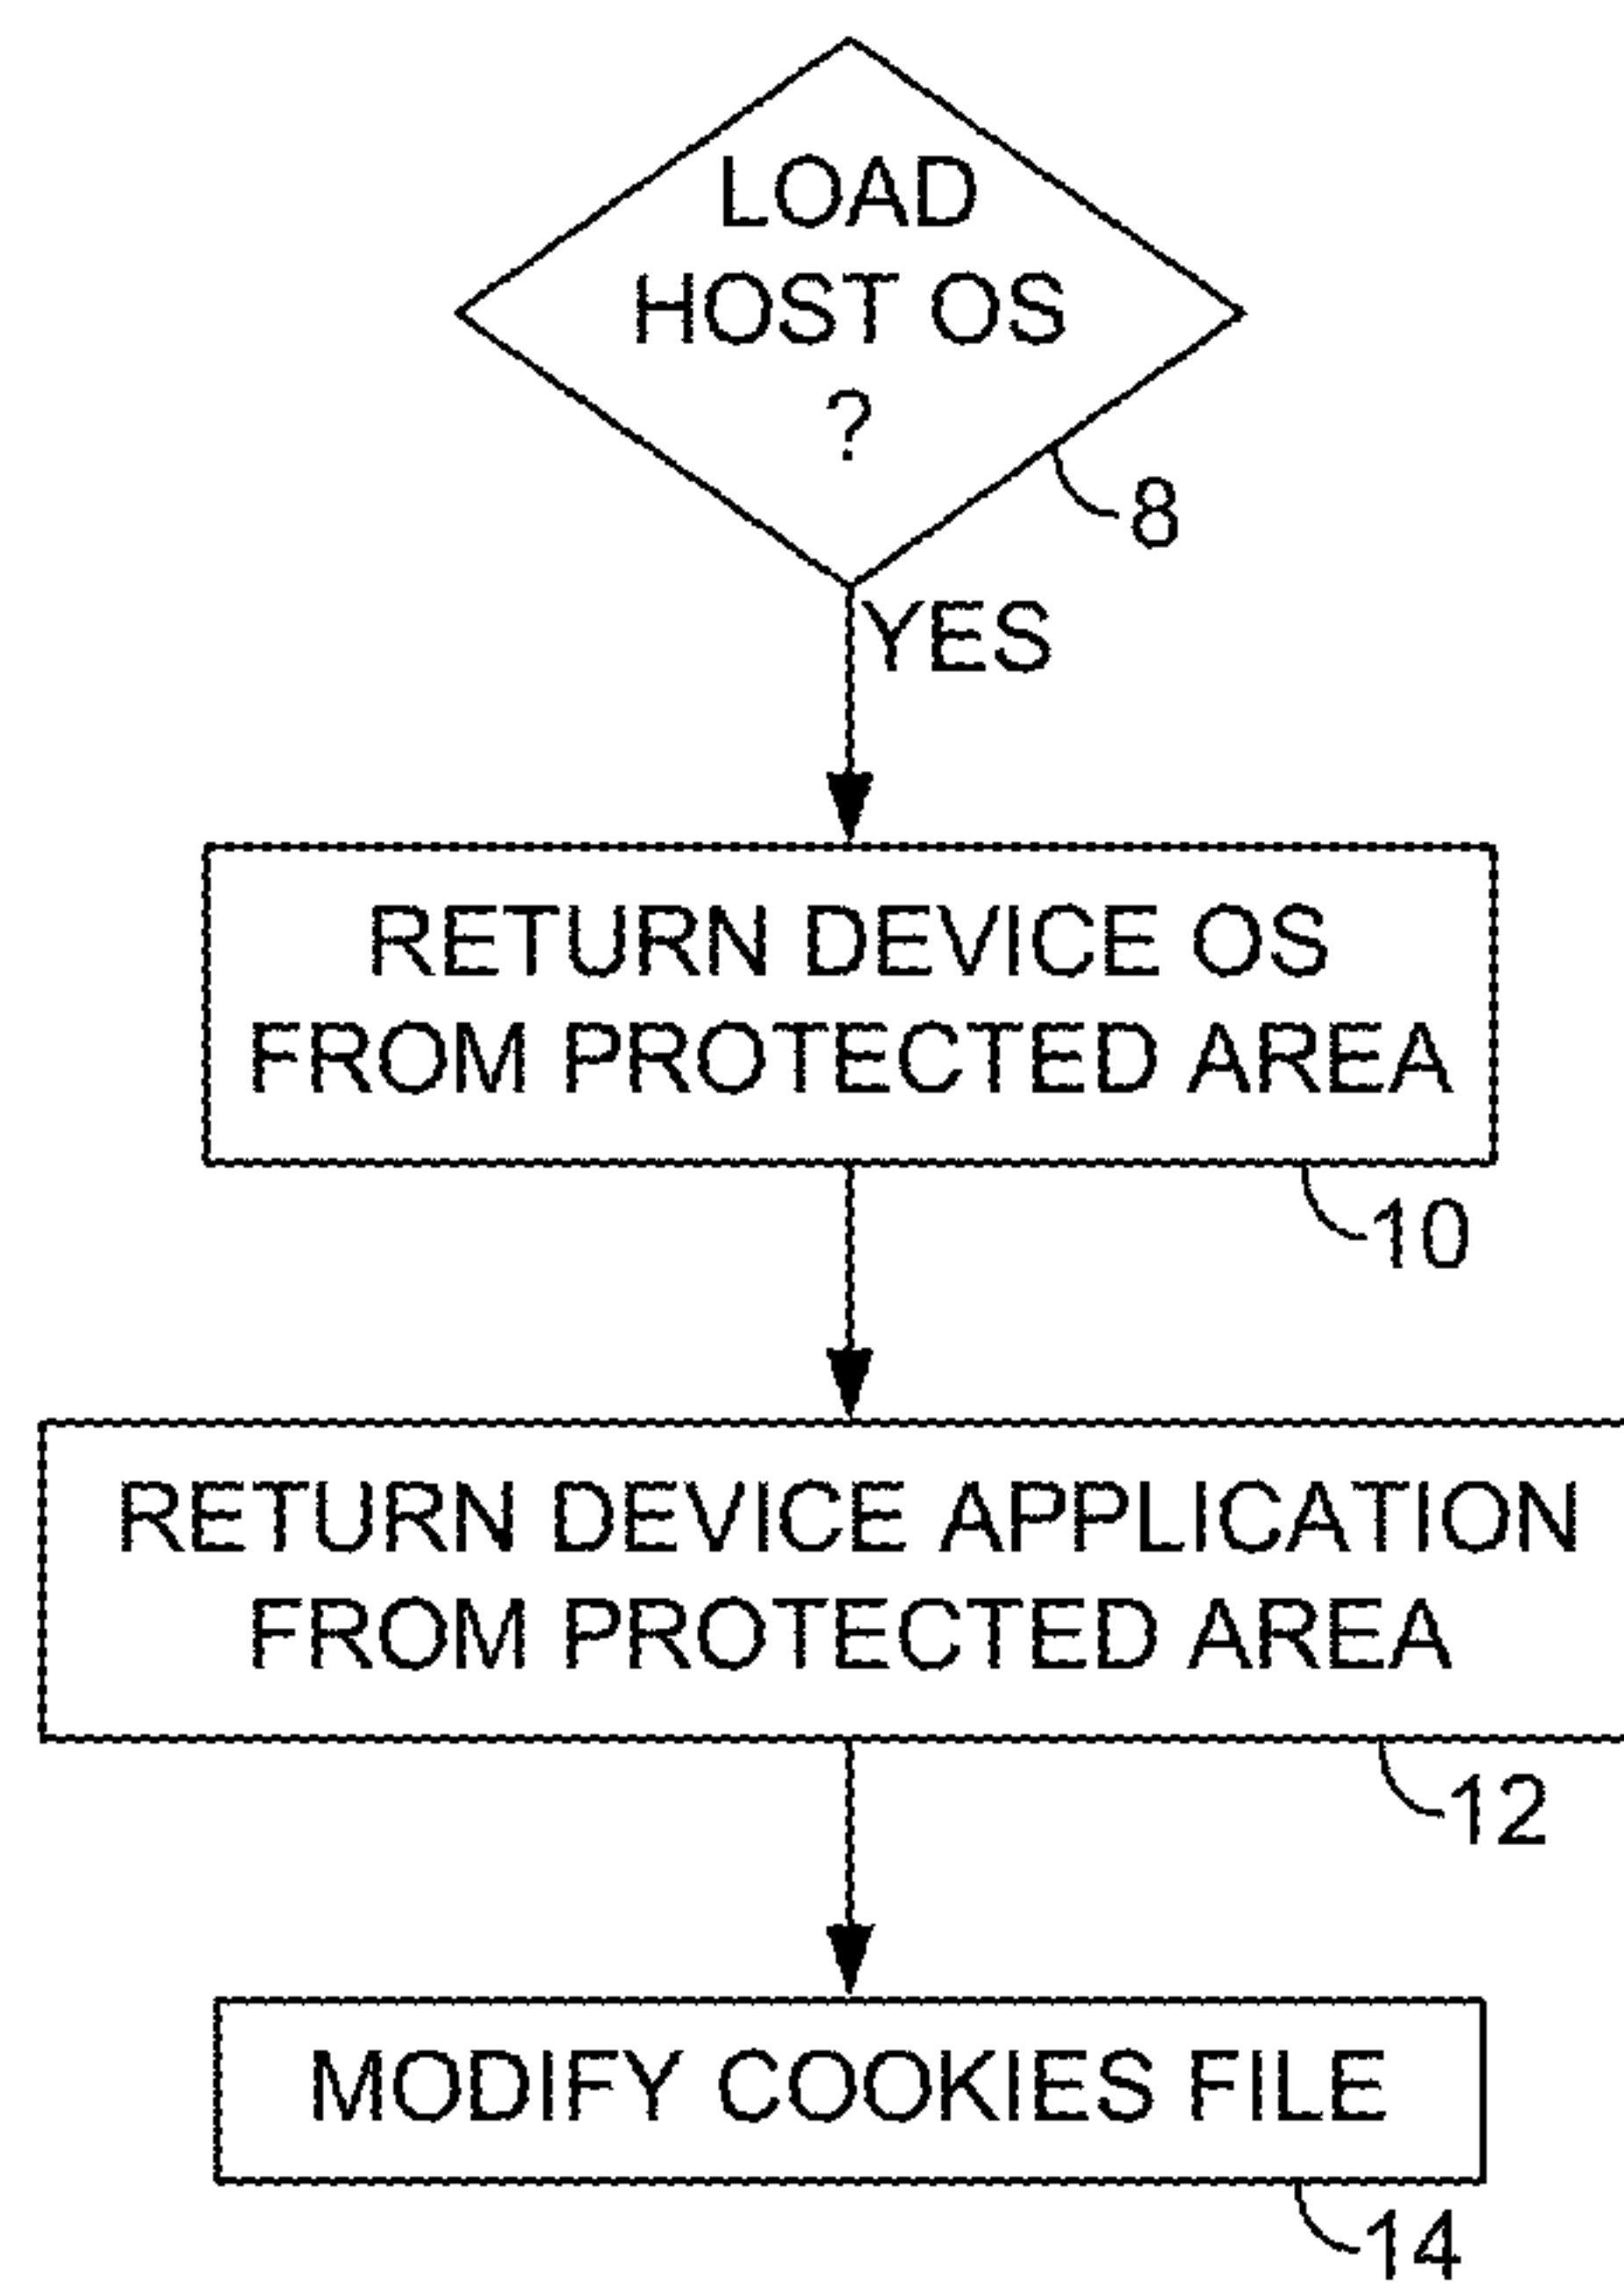 LOAD
HOST OS
?
8
YES
RETURN DEVICE OS
FROM PROTECTED AREA
10
RETURN DEVICE APPLICATION
FROM PROTECTED AREA
12
MODIFY COOKIES FILE
14